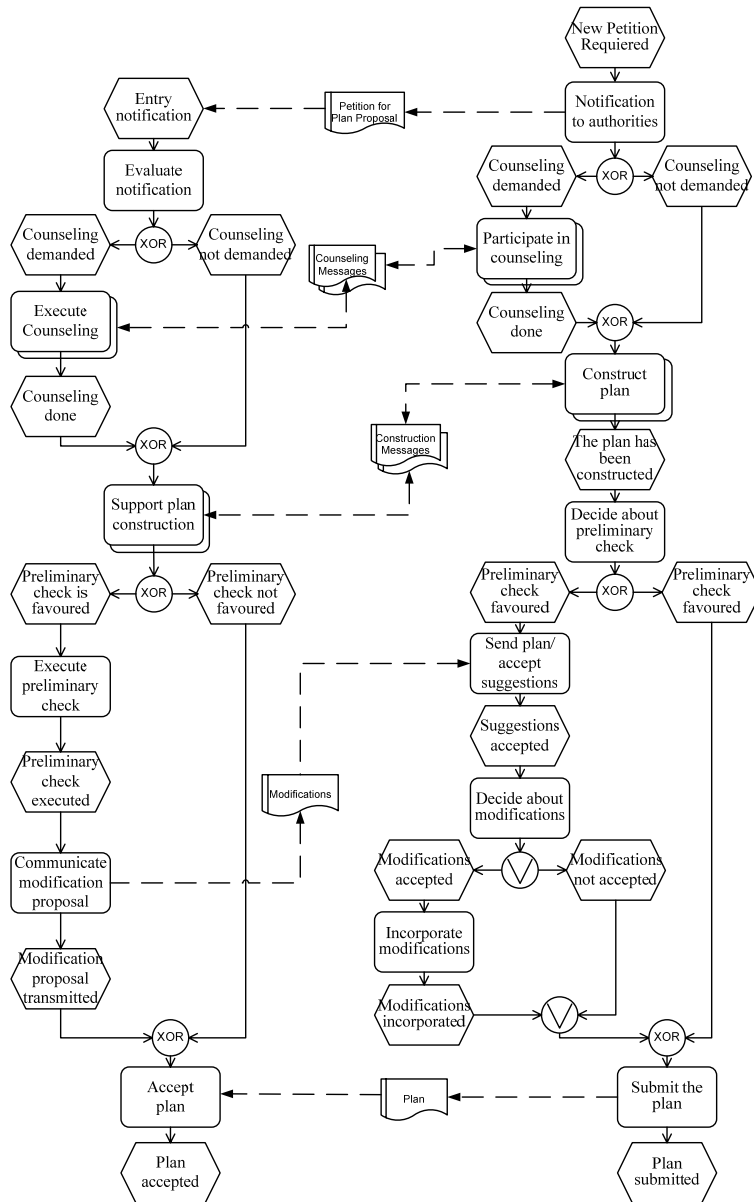 New Petition
Requiered
Notification
to authorities
Petition for
Plan Proposal
Entry
notification
Evaluate
notification
XOR
Counseling
demanded
Counseling
not demanded
XOR
Counseling
demanded
Counseling
not demanded
Participate in
counseling
Counseling
Messages
Execute
Counseling
Counseling
done
XOR
Counseling
done
XOR
Construct
plan
Construction
Messages
The plan has
been
constructed
Support plan
construction
Decide about
preliminary
check
Preliminary
check is
favoured
XOR
Preliminary
check not
favoured
Preliminary
check
favoured
XOR
Preliminary
check
favoured
Execute
preliminary
check
Send plan/
accept
suggestions
Suggestions
accepted
Preliminary
check
executed
Modifications
Decide about
modifications
Communicate
modification
proposal
Modifications
accepted
Modifications
not accepted
Incorporate
modifications
Modification
proposal
transmitted
Modifications
incorporated
XOR
XOR
Accept
plan
Plan
Submit the
plan
Plan
accepted
Plan
submitted